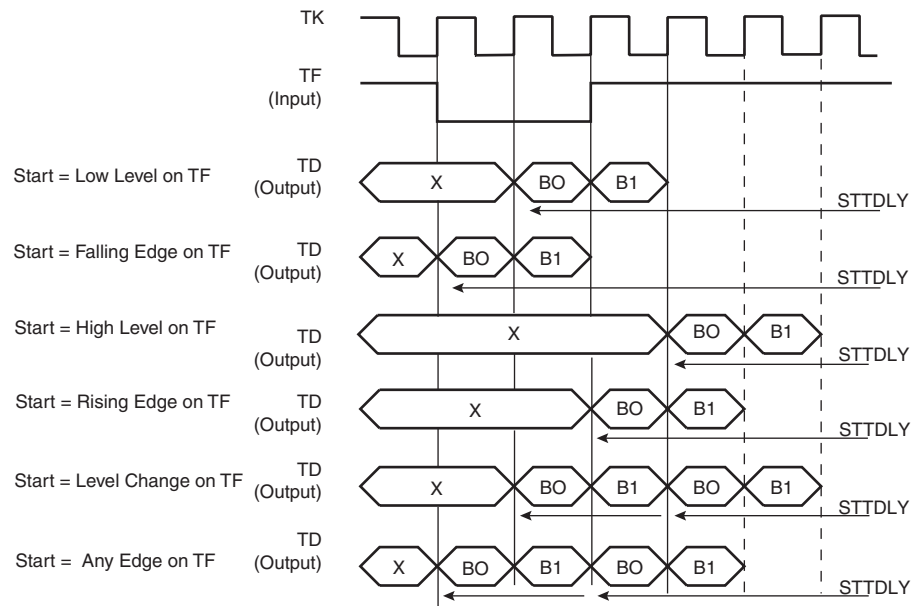 TK
TF
(Input)
Start = Low Level on TF
TD
(Output)
X
BO
B1
STTDLY
Start = Falling Edge on TF
TD
(Output)
X
BO
B1
STTDLY
Start = High Level on TF
TD
(Output)
X
BO
B1
STTDLY
Start = Rising Edge on TF
TD
(Output)
X
BO
B1
STTDLY
Start = Level Change on TF
TD
(Output)
X
BO
B1
BO
B1
STTDLY
Start = Any Edge on TF
TD
(Output)
X
BO
B1
BO
B1
STTDLY